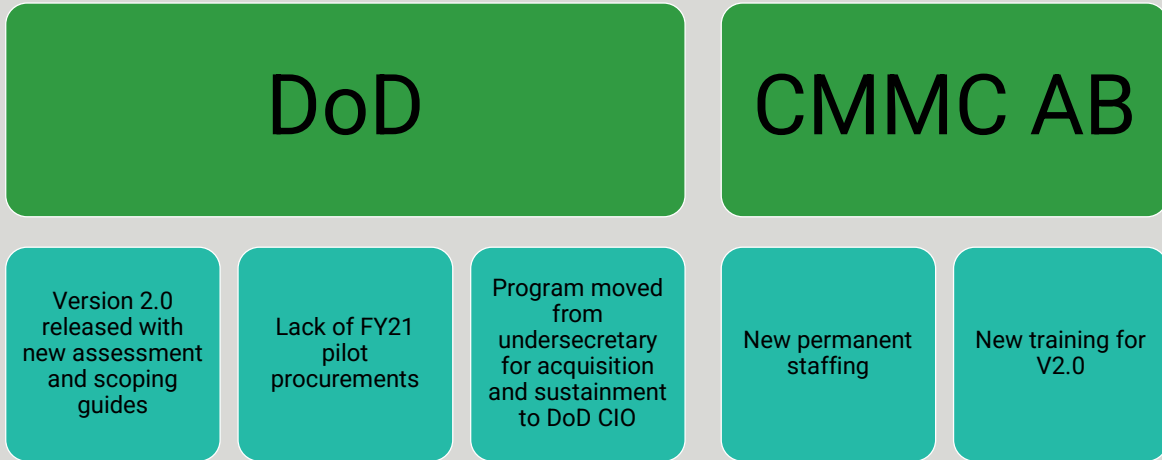 DoD
CMMC AB
Version 2.0
released with
new assessment
and scoping
guides
Lack of FY21
pilot
procurements
Program moved
from
undersecretary
for acquisition
and sustainment
to DoD CIO
New permanent
staffing
New training for
V2.0